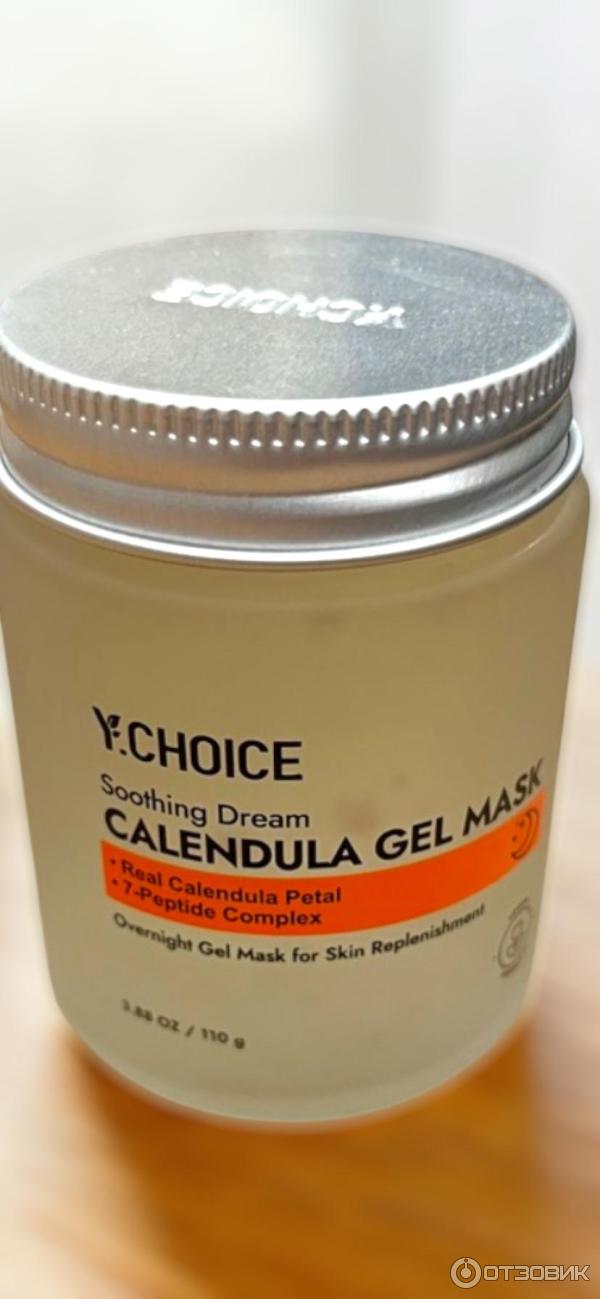 YCHOICE
Y.CHOICE
Soothing Dream
CALENDULA GEL MASK
• Real Calendula Petal
• 7-Peptide Complex
Overnight Gel Mask for Skin Replenishment
3.88 OZ / 110 g
ОТЗОВИК